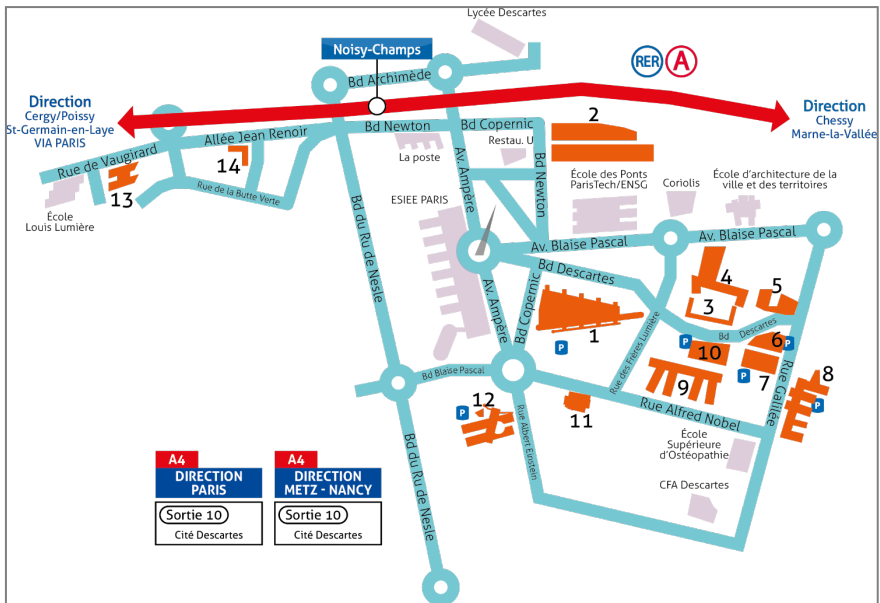 Lycée Descartes
Noisy-Champs
Bd Archimède
RER A
Direction
Cergy/Poissy
St-Germain-en-Laye
VIA PARIS
Direction
Chessy
Marne-la-Vallée
Rue de Vaugirard
Allée Jean Renoir
Bd Newton
Bd Copernic
2
La poste
Restau. U
Av. Ampère
Bd Newton
14
13
Rue de la Butte Verte
École
Louis Lumière
Bd du Ru de Nesle
ESIEE PARIS
École des Ponts
ParisTech/ENSG
Coriolis
École d'architecture de la
ville et des territoires
Av. Blaise Pascal
Av. Blaise Pascal
Bd Descartes
Av. Ampère
Bd Copernic
1
P
4
3
5
Bd Descartes
Rue des Frères Lumière
P
10
6
P
7
P
8
P
9
Rue Galilée
Bd Blaise Pascal
12
P
11
Rue Alfred Nobel
Rue Albert Einstein
Bd du Ru de Nesle
École
Supérieure
d'Ostéopathie
CFA Descartes
A4
DIRECTION
PARIS
Sortie 10
Cité Descartes
A4
DIRECTION
METZ - NANCY
Sortie 10
Cité Descartes